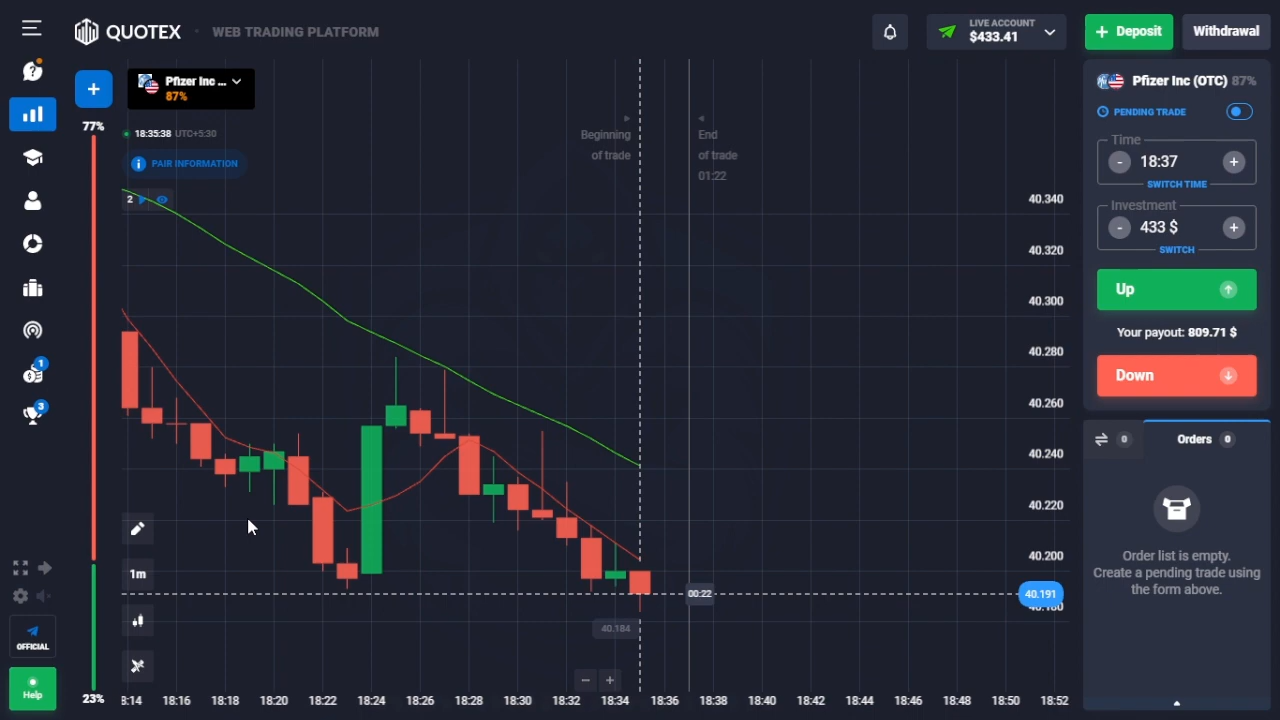 QUOTEX
WEB TRADING PLATFORM
LIVE ACCOUNT
$433.41
+ Deposit
Withdrawal
Pfizer Inc ...
87%
77%
18:35:38 UTC+5:30
PAIR INFORMATION
2
Beginning
of trade
End
of trade
01:22
40.340
40.320
40.300
40.280
40.260
40.240
40.220
40.200
40.191
00:22
40.184
1m
1
3
OFFICIAL
Help
23%
8:14
18:16
18:18
18:20
18:22
18:24
18:26
18:28
18:30
18:32
18:34
18:36
18:38
18:40
18:42
18:44
18:46
18:48
18:50
18:52
Pfizer Inc (OTC) 87%
PENDING TRADE
Time
- 18:37 +
SWITCH TIME
Investment
- 433 $ +
SWITCH
Up
Your payout: 809.71 $
Down
0
Orders 0
Order list is empty.
Create a pending trade using
the form above.